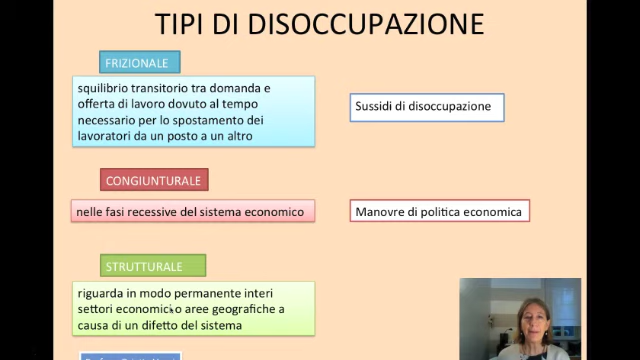 TIPI DI DISOCCUPAZIONE
FRIZIONALE
squilibrio transitorio tra domanda e
offerta di lavoro dovuto al tempo
necessario per lo spostamento dei
lavoratori da un posto a un altro
Sussidi di disoccupazione
CONGIUNTURALE
nelle fasi recessive del sistema economico
Manovre di politica economica
STRUTTURALE
riguarda in modo permanente interi
settori economici o aree geografiche a
causa di un difetto del sistema